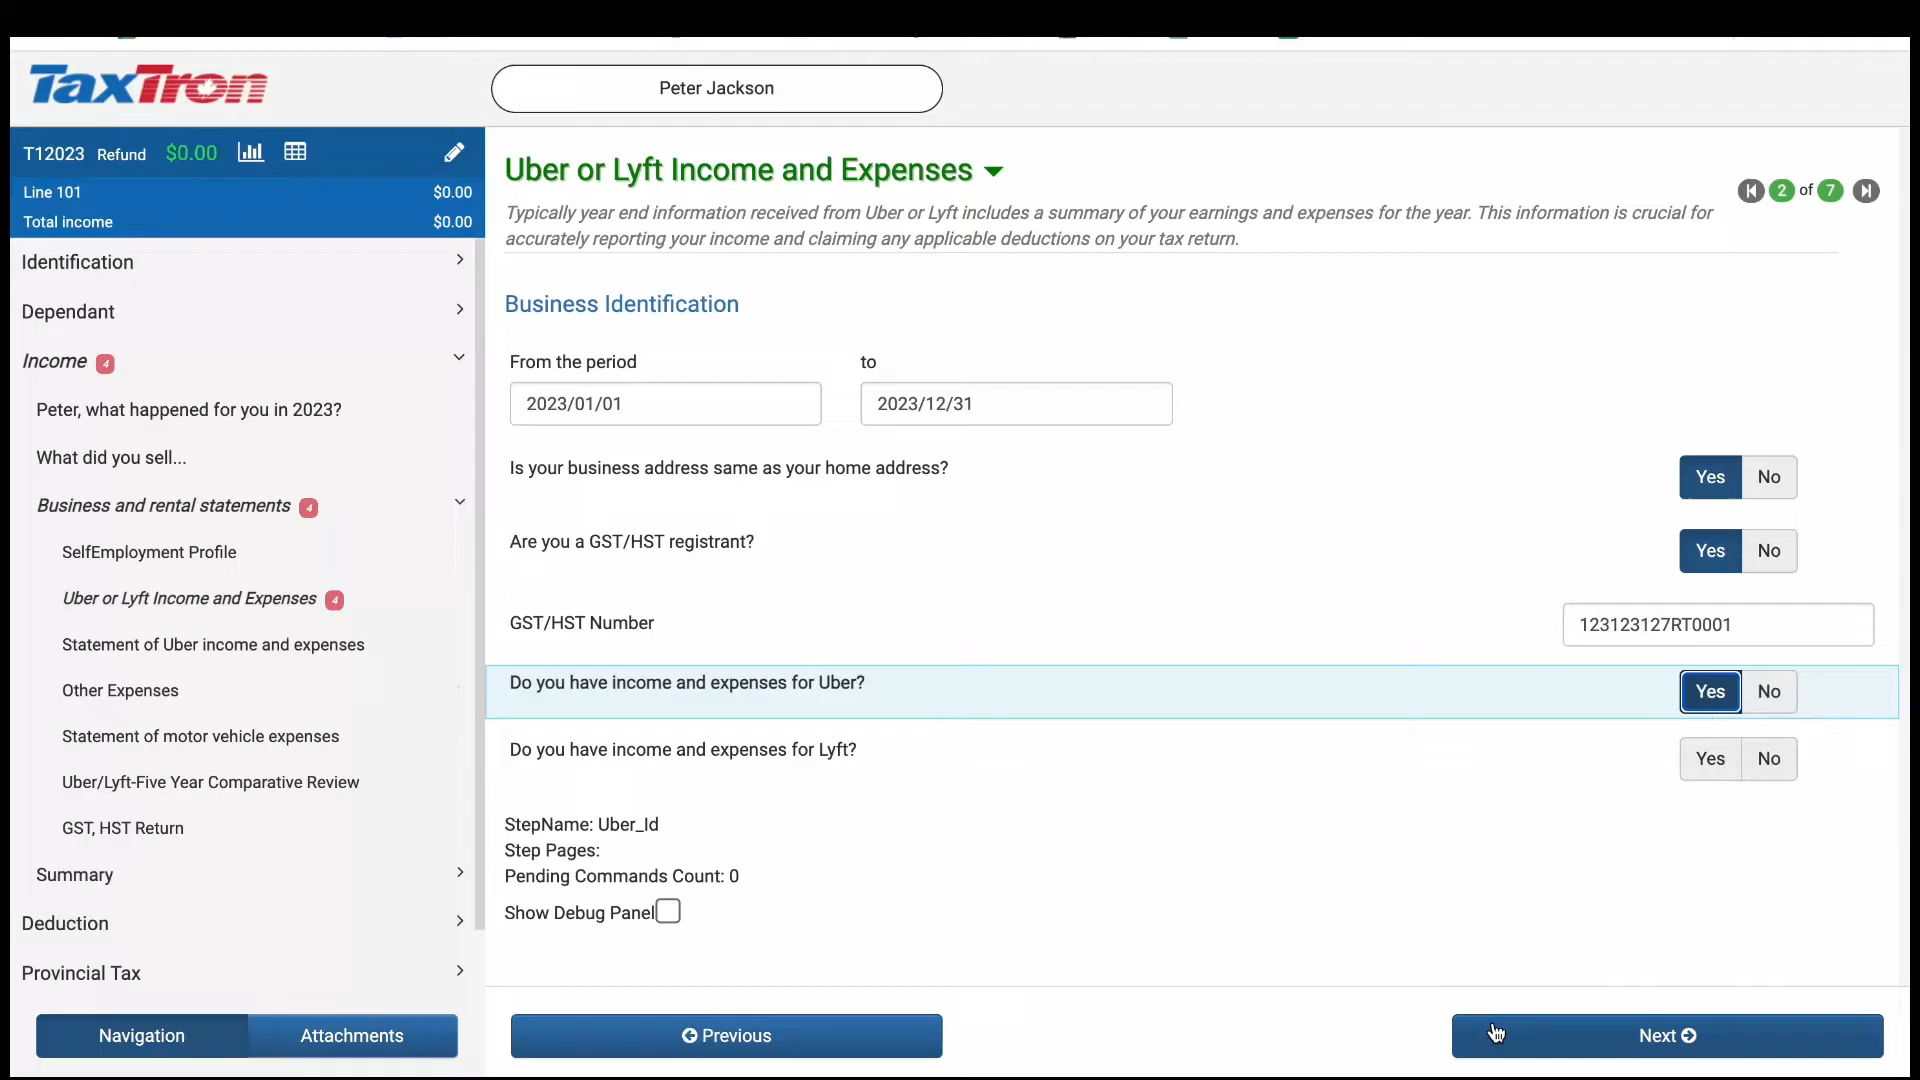 TaxTron
Peter Jackson
T12023 Refund $0.00
Line 101 $0.00
Total income $0.00
Identification
Dependant
Income 4
Peter, what happened for you in 2023?
What did you sell...
Business and rental statements 4
SelfEmployment Profile
Uber or Lyft Income and Expenses 4
Statement of Uber income and expenses
Other Expenses
Statement of motor vehicle expenses
Uber/Lyft-Five Year Comparative Review
GST, HST Return
Summary
Deduction
Provincial Tax
Navigation Attachments
Uber or Lyft Income and Expenses
2 of 7
Typically year end information received from Uber or Lyft includes a summary of your earnings and expenses for the year. This information is crucial for
accurately reporting your income and claiming any applicable deductions on your tax return.
Business Identification
From the period to
2023/01/01 2023/12/31
Is your business address same as your home address? Yes No
Are you a GST/HST registrant? Yes No
GST/HST Number 123123127RT0001
Do you have income and expenses for Uber? Yes No
Do you have income and expenses for Lyft? Yes No
StepName: Uber_Id
Step Pages:
Pending Commands Count: 0
Show Debug Panel
Previous Next